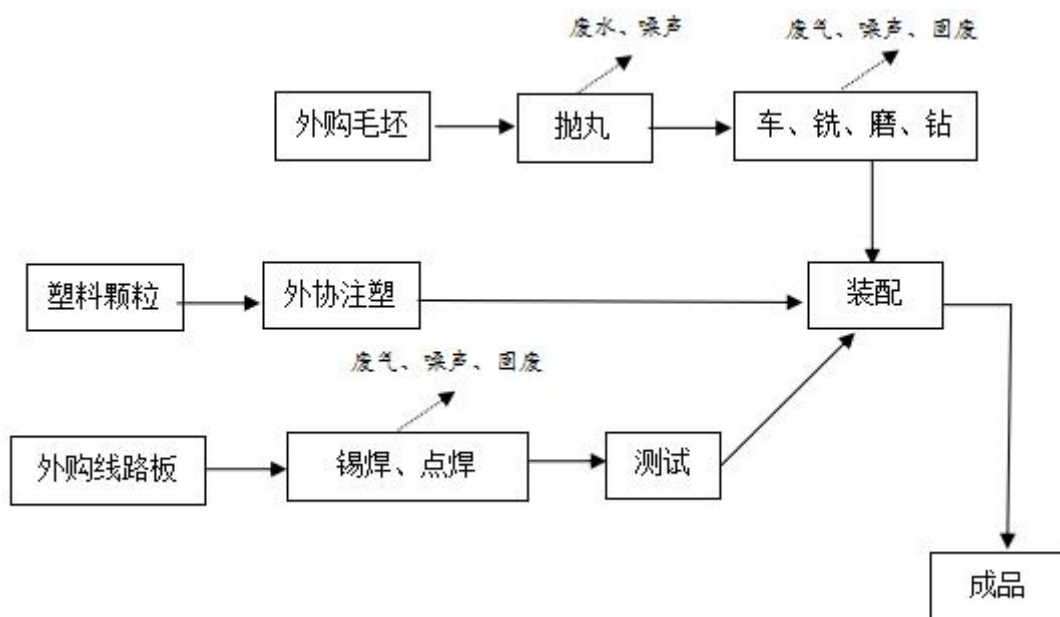 废水、噪声
废气、噪声、固废
外购毛坯
抛丸
车、铣、磨、钻
塑料颗粒
外协注塑
装配
废气、噪声、固废
外购线路板
锡焊、点焊
测试
成品